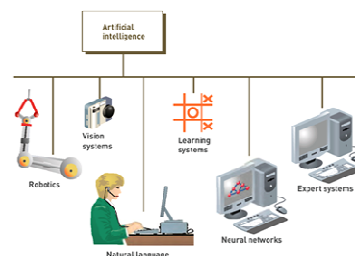 Artificial
intelligence
Vision
systems
Learning
systems
Robotics
Expert systems
Neural networks
Natural language